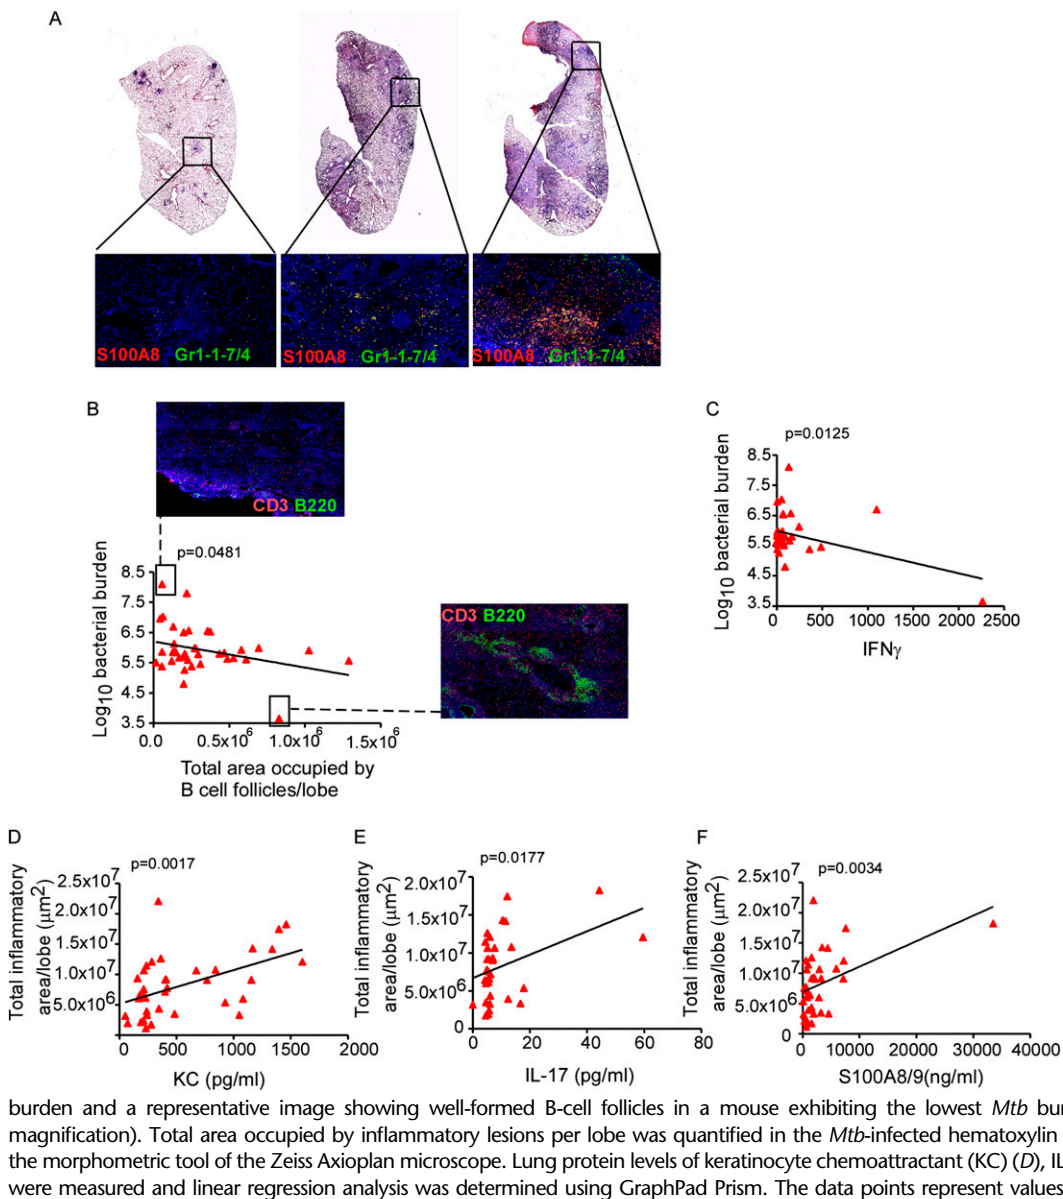 A
S100A8 Gr1-1-7/4
S100A8 Gr1-1-7/4
S100A8 Gr1-1-7/4
B
CD3 B220
p=0.0481
8.5
7.5
6.5
5.5
4.5
3.5
Log10 bacterial burden
0.0 0.5x10^6 1.0x10^6 1.5x10^6
Total area occupied by
B cell follicles/lobe
CD3 B220
C
p=0.0125
8.5
7.5
6.5
5.5
4.5
3.5
Log10 bacterial burden
0 500 1000 1500 2000 2500
IFNγ
D
p=0.0017
Total inflammatory
area/lobe (μm²)
2.5x10^7
2.0x10^7
1.5x10^7
1.0x10^7
5.0x10^6
0
0 500 1000 1500 2000
KC (pg/ml)
E
p=0.0177
Total inflammatory
area/lobe (μm²)
2.0x10^7
1.5x10^7
1.0x10^7
5.0x10^6
0
0 20 40 60 80
IL-17 (pg/ml)
F
p=0.0034
Total inflammatory
area/lobe (μm²)
2.5x10^7
2.0x10^7
1.5x10^7
1.0x10^7
5.0x10^6
0
0 10000 20000 30000 40000
S100A8/9(ng/ml)
burden and a representative image showing well-formed B-cell follicles in a mouse exhibiting the lowest Mtb bur
magnification). Total area occupied by inflammatory lesions per lobe was quantified in the Mtb-infected hematoxylin
the morphometric tool of the Zeiss Axioplan microscope. Lung protein levels of keratinocyte chemoattractant (KC) (D), IL
were measured and linear regression analysis was determined using GraphPad Prism. The data points represent values